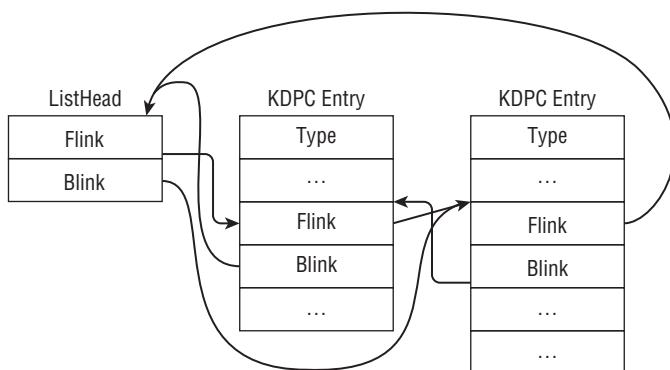 ListHead
Flink
Blink
KDPC Entry
Type
...
Flink
Blink
...
KDPC Entry
Type
...
Flink
Blink
...
...